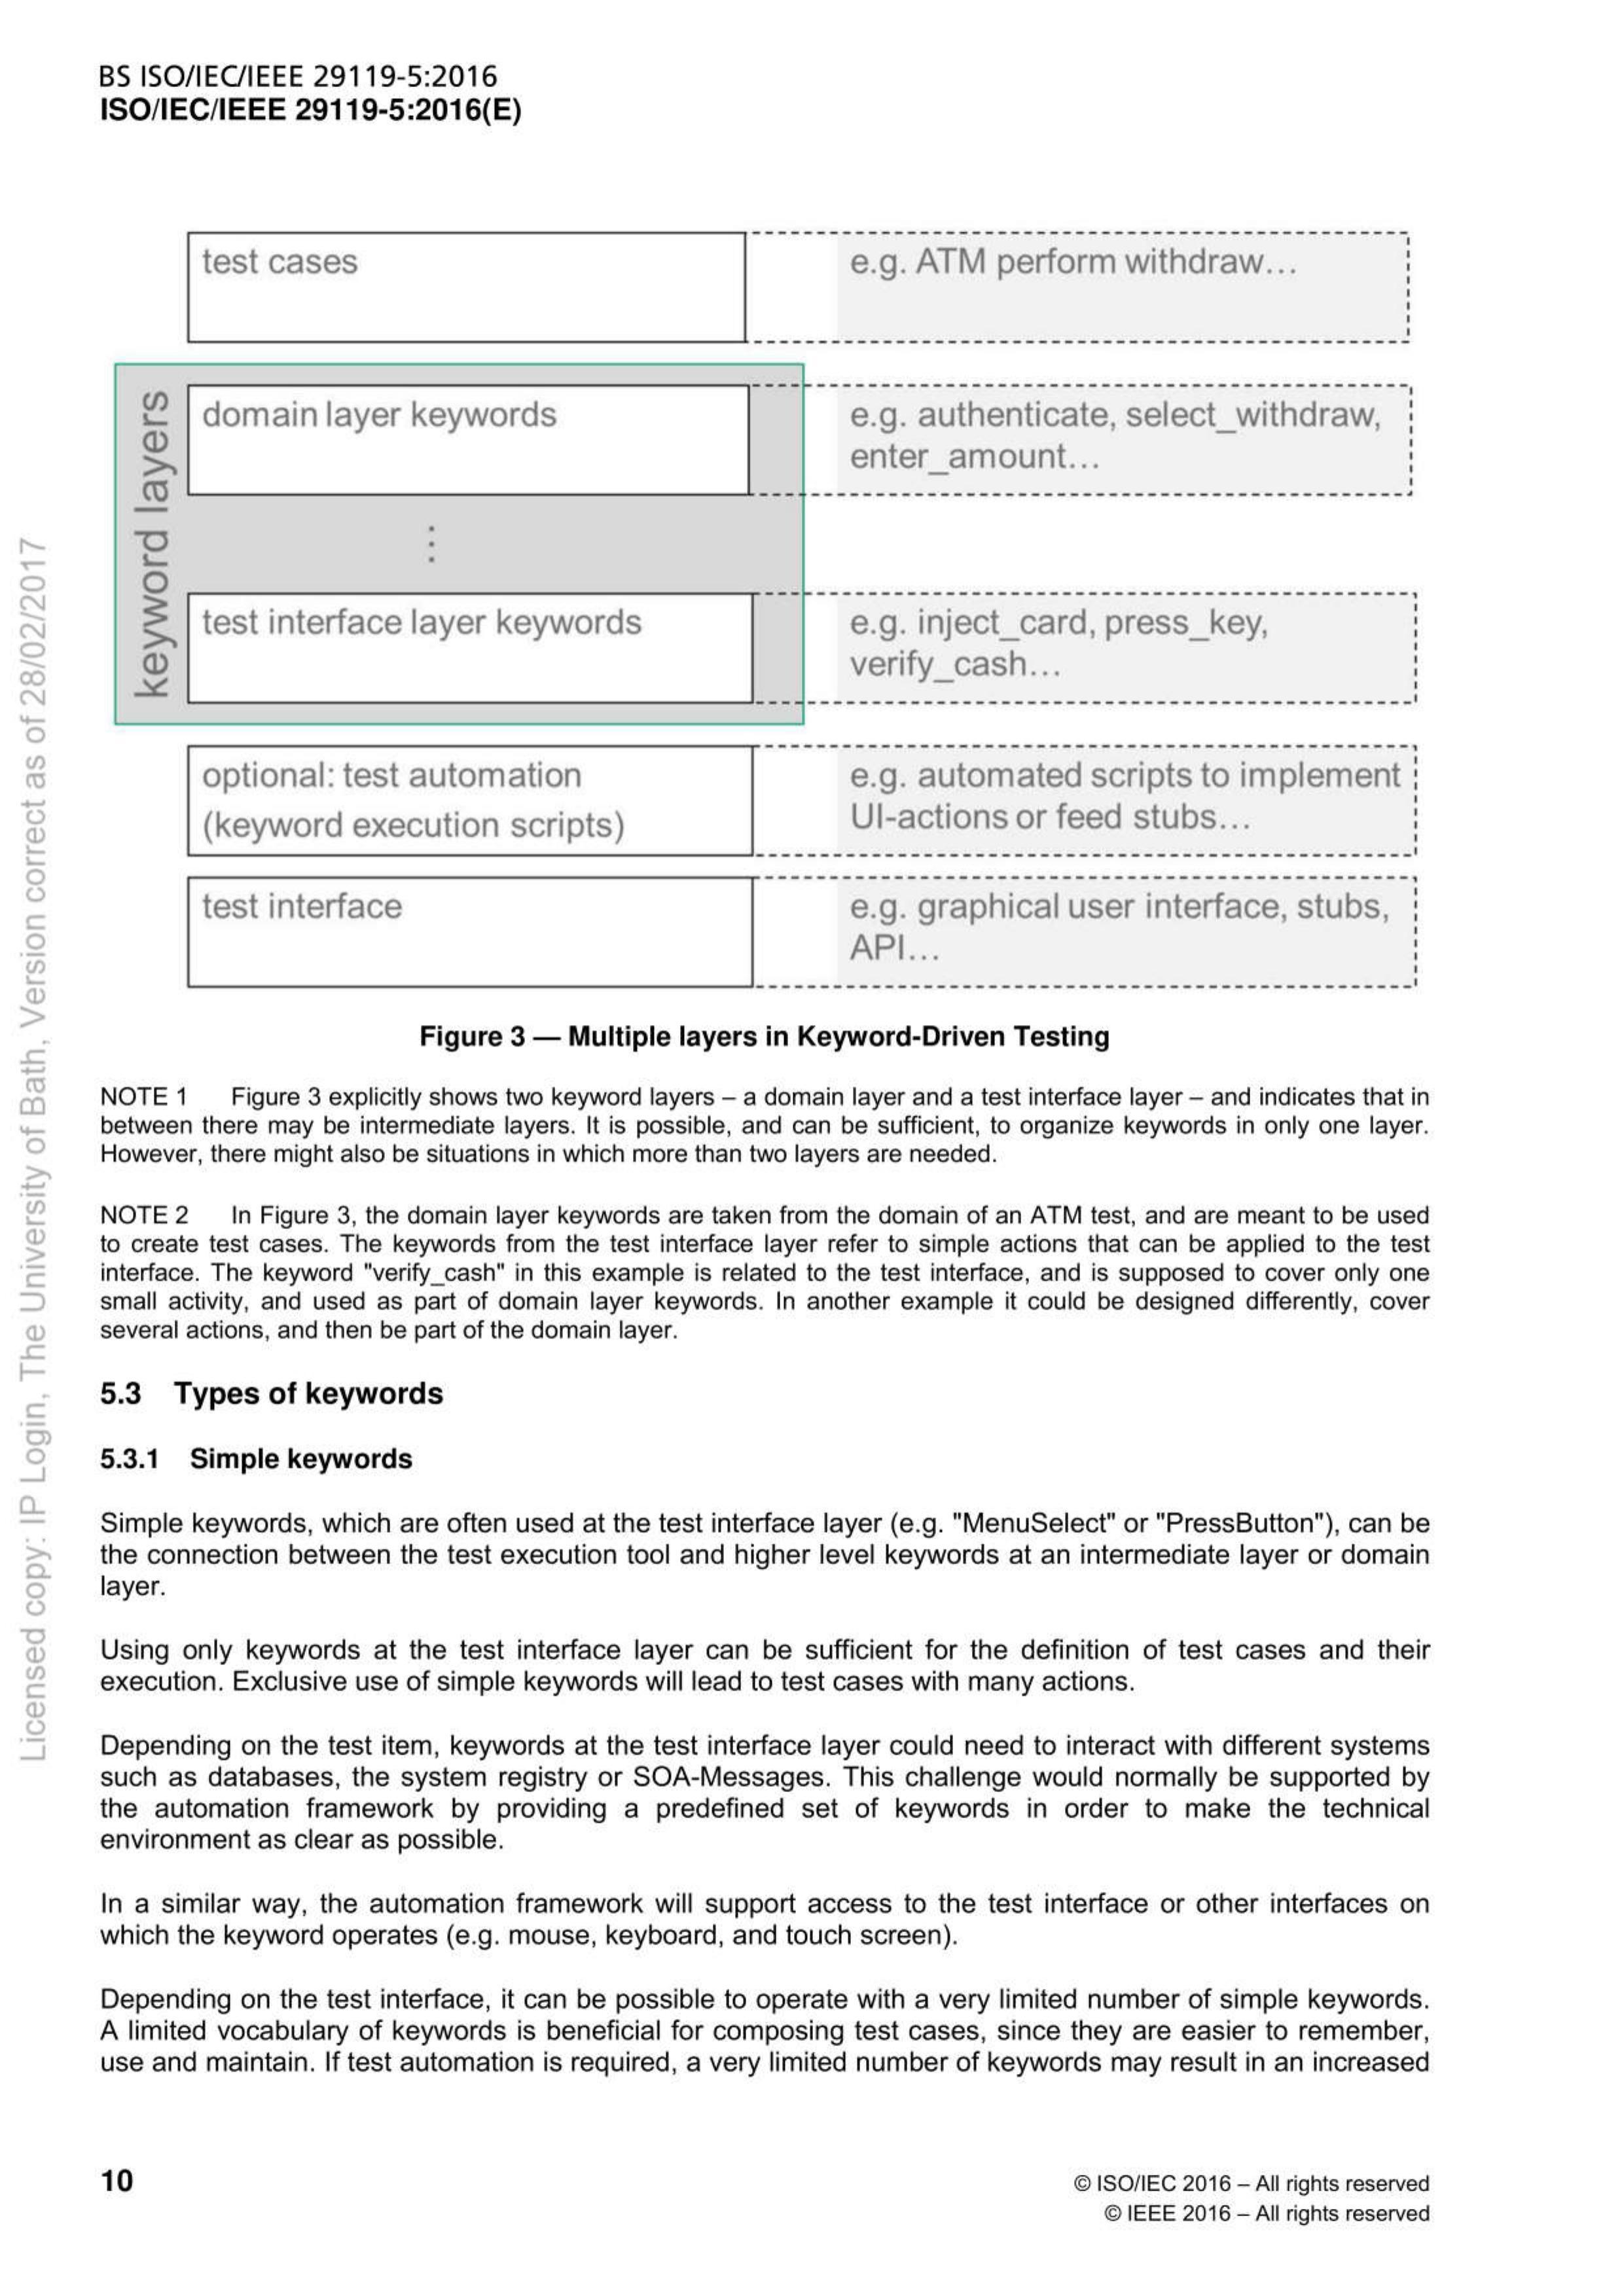 BS ISO/IEC/IEEE 29119-5:2016
ISO/IEC/IEEE 29119-5:2016(E)
test cases
e.g. ATM perform withdraw...
keyword layers
domain layer keywords
e.g. authenticate, select_withdraw,
enter_amount...
⋮
test interface layer keywords
e.g. inject_card, press_key,
verify_cash...
optional: test automation
(keyword execution scripts)
e.g. automated scripts to implement
UI-actions or feed stubs...
test interface
e.g. graphical user interface, stubs,
API...
Figure 3 — Multiple layers in Keyword-Driven Testing
NOTE 1 Figure 3 explicitly shows two keyword layers – a domain layer and a test interface layer – and indicates that in
between there may be intermediate layers. It is possible, and can be sufficient, to organize keywords in only one layer.
However, there might also be situations in which more than two layers are needed.
NOTE 2 In Figure 3, the domain layer keywords are taken from the domain of an ATM test, and are meant to be used
to create test cases. The keywords from the test interface layer refer to simple actions that can be applied to the test
interface. The keyword "verify_cash" in this example is related to the test interface, and is supposed to cover only one
small activity, and used as part of domain layer keywords. In another example it could be designed differently, cover
several actions, and then be part of the domain layer.
5.3 Types of keywords
5.3.1 Simple keywords
Simple keywords, which are often used at the test interface layer (e.g. "MenuSelect" or "PressButton"), can be
the connection between the test execution tool and higher level keywords at an intermediate layer or domain
layer.
Using only keywords at the test interface layer can be sufficient for the definition of test cases and their
execution. Exclusive use of simple keywords will lead to test cases with many actions.
Depending on the test item, keywords at the test interface layer could need to interact with different systems
such as databases, the system registry or SOA-Messages. This challenge would normally be supported by
the automation framework by providing a predefined set of keywords in order to make the technical
environment as clear as possible.
In a similar way, the automation framework will support access to the test interface or other interfaces on
which the keyword operates (e.g. mouse, keyboard, and touch screen).
Depending on the test interface, it can be possible to operate with a very limited number of simple keywords.
A limited vocabulary of keywords is beneficial for composing test cases, since they are easier to remember,
use and maintain. If test automation is required, a very limited number of keywords may result in an increased
10
© ISO/IEC 2016 – All rights reserved
© IEEE 2016 – All rights reserved
Licensed copy: IP Login, The University of Bath, Version correct as of 28/02/2017